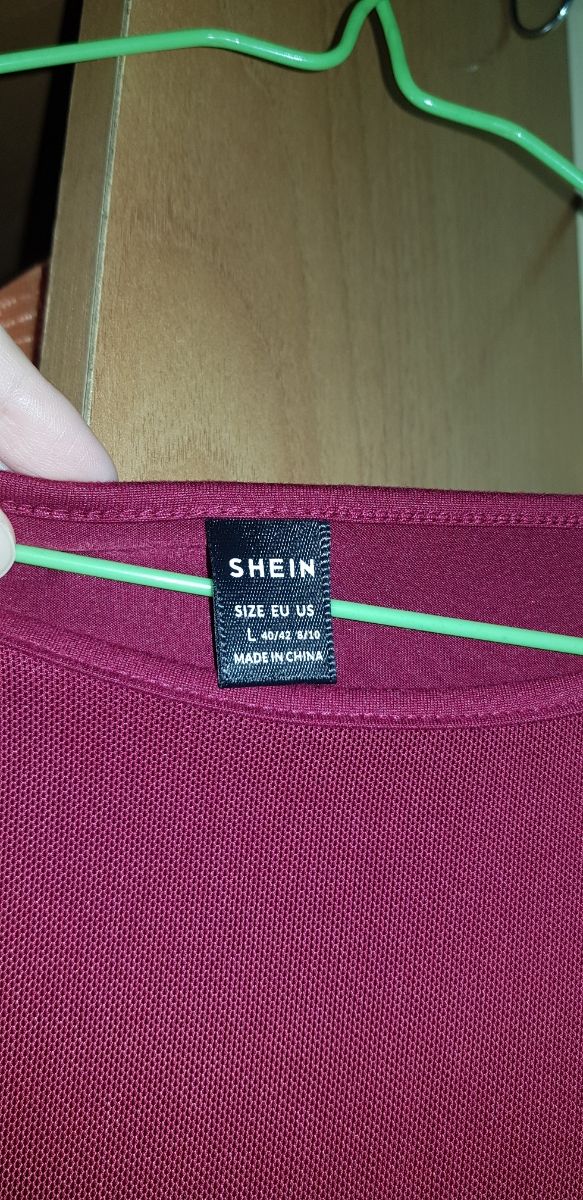 SHEIN
SIZE EU US
L 40/42 8/10
MADE IN CHINA